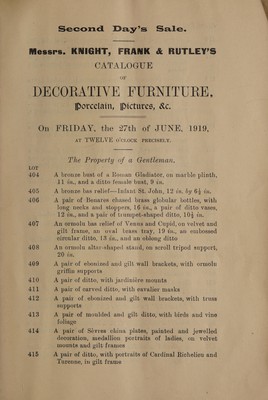 Second Day's Sale.
Messrs. KNIGHT, FRANK & RUTLEY'S
CATALOGUE
OF
DECORATIVE FURNITURE,
Porcelain, Pictures, &c.
On FRIDAY, the 27th of JUNE, 1919,
AT TWELVE O'CLOCK PRECISELY.
The Property of a Gentleman.
LOT
404 A bronze bust of a Roman Gladiator, on marble plinth,
11 in., and a ditto female bust, 9 in.
405 A bronze bas relief—Infant St. John, 12 in. by 6½ in.
406 A pair of Benares chased brass globular bottles, with
long necks and stoppers, 16 in., a pair of ditto vases,
12 in., and a pair of trumpet-shaped ditto, 10½ in.
407 An ormolu bas relief of Venus and Cupid, on velvet and
gilt frame, an oval brass tray, 19 in., an embossed
circular ditto, 13 in., and an oblong ditto
408 An ormolu altar-shaped stand, on scroll tripod support,
20 in.
409 A pair of ebonized and gilt wall brackets, with ormolu
griffin supports
410 A pair of ditto, with jardinière mounts
411 A pair of carved ditto, with cavalier masks
412 A pair of ebonized and gilt wall brackets, with truss
supports
413 A pair of moulded and gilt ditto, with birds and vine
foliage
414 A pair of Sèvres china plates, painted and jewelled
decoration, medallion portraits of ladies, on velvet
mounts and gilt frames
415 A pair of ditto, with portraits of Cardinal Richelieu and
Turenne, in gilt frame